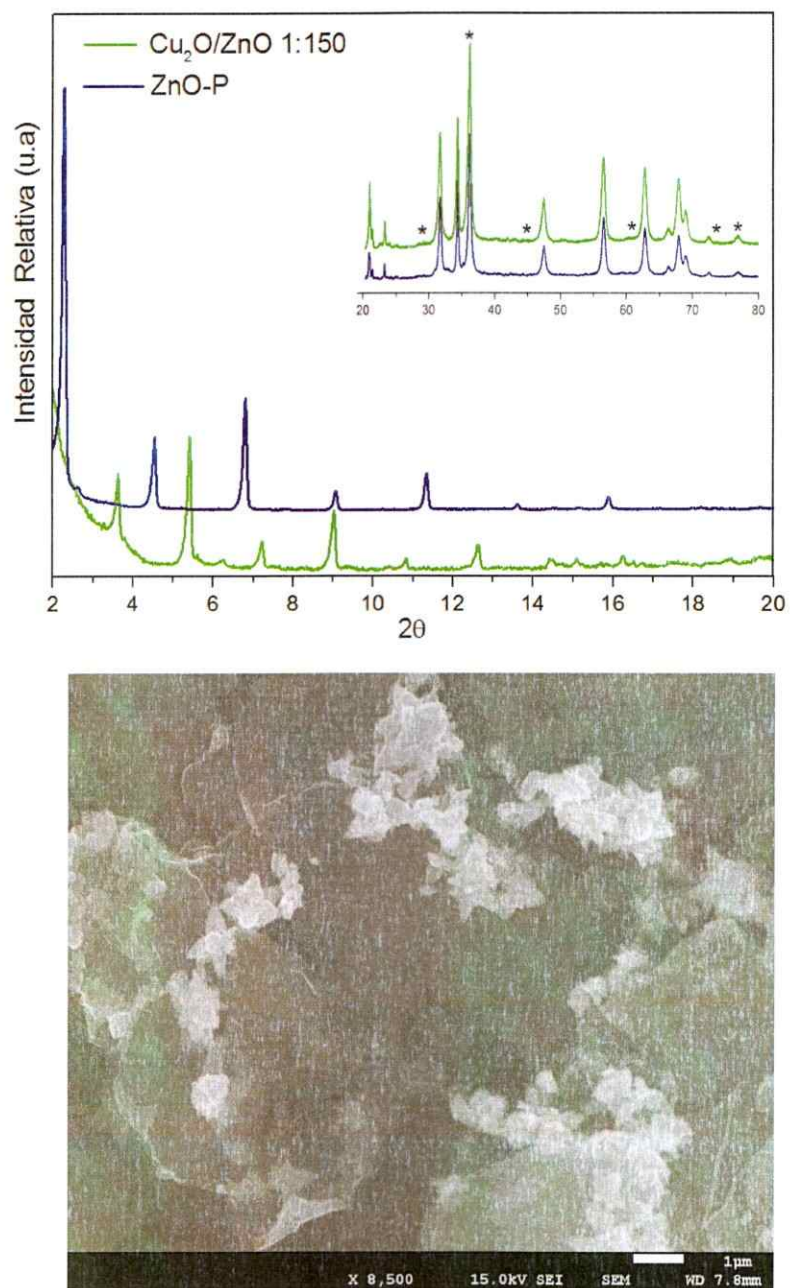 Cu₂O/ZnO 1:150
ZnO-P
Intensidad Relativa (u.a)
* * * * * *
20 30 40 50 60 70 80
2 4 6 8 10 12 14 16 18 20
2θ
X 8,500 15.0kV SEI SEM WD 7.8mm
1µm